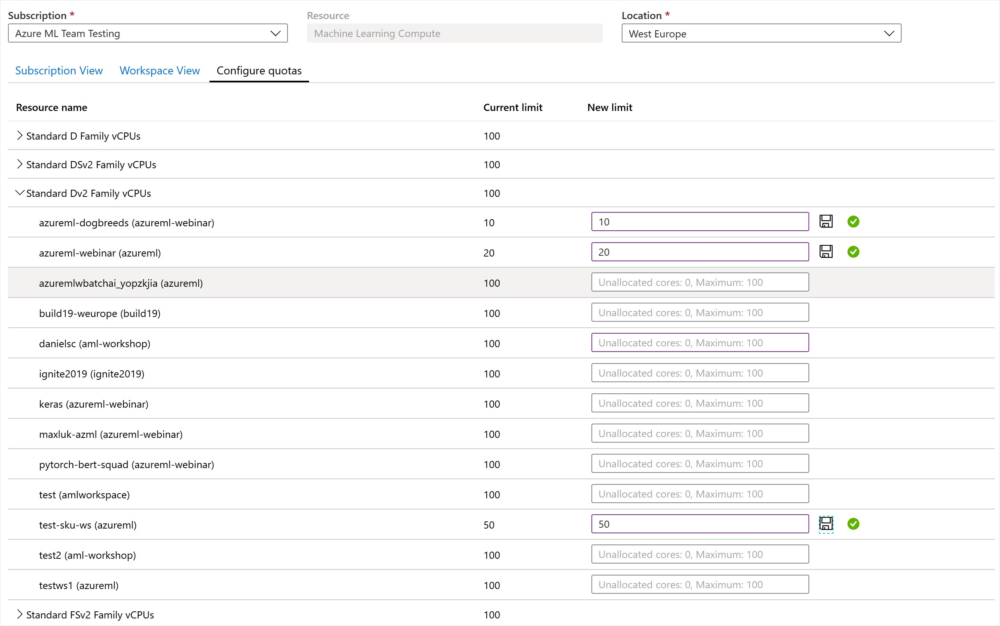 Subscription * Resource Location *
Azure ML Team Testing Machine Learning Compute West Europe
Subscription View Workspace View Configure quotas
Resource name Current limit New limit
Standard D Family vCPUs 100
Standard DSv2 Family vCPUs 100
Standard Dv2 Family vCPUs 100
azureml-dogbreeds (azureml-webinar) 10 10
azureml-webinar (azureml) 20 20
azuremlwbatchai_yopzkjia (azureml) 100 Unallocated cores: 0, Maximum: 100
build19-weurope (build19) 100 Unallocated cores: 0, Maximum: 100
danielsc (aml-workshop) 100 Unallocated cores: 0, Maximum: 100
ignite2019 (ignite2019) 100 Unallocated cores: 0, Maximum: 100
keras (azureml-webinar) 100 Unallocated cores: 0, Maximum: 100
maxluk-azml (azureml-webinar) 100 Unallocated cores: 0, Maximum: 100
pytorch-bert-squad (azureml-webinar) 100 Unallocated cores: 0, Maximum: 100
test (amlworkspace) 100 Unallocated cores: 0, Maximum: 100
test-sku-ws (azureml) 50 50
test2 (aml-workshop) 100 Unallocated cores: 0, Maximum: 100
testws1 (azureml) 100 Unallocated cores: 0, Maximum: 100
Standard FSv2 Family vCPUs 100